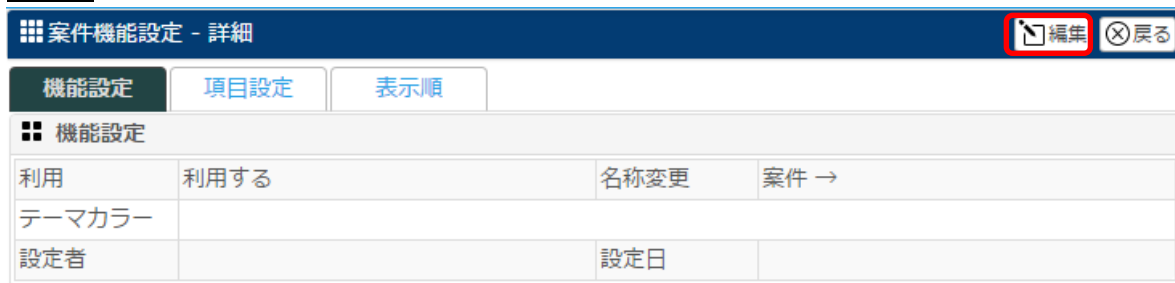 案件機能設定 - 詳細 編集 戻る
機能設定 項目設定 表示順
機能設定
利用 利用する 名称変更 案件 →
テーマカラー
設定者 設定日